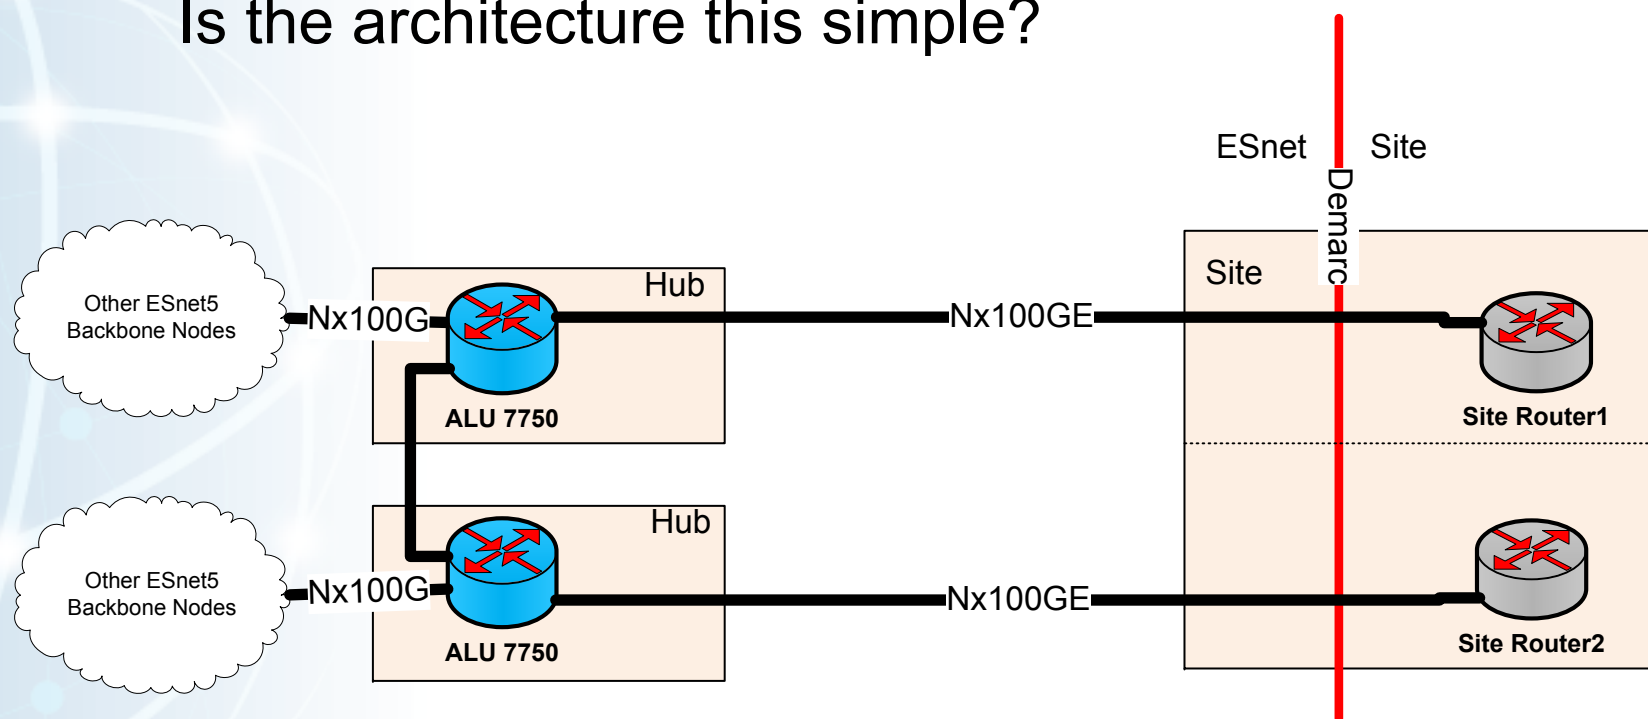 Is the architecture this simple?
ESnet
Site
Demarc
Other ESnet5
Backbone Nodes
Nx100G
Hub
ALU 7750
Nx100GE
Site
Site Router1
Other ESnet5
Backbone Nodes
Nx100G
Hub
ALU 7750
Nx100GE
Site Router2